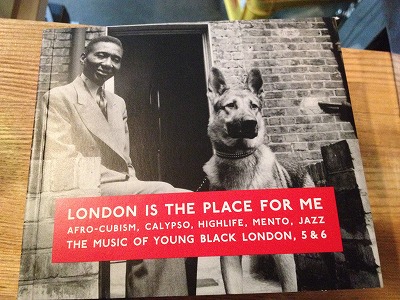 LONDON IS THE PLACE FOR ME
AFRO-CUBISM, CALYPSO, HIGHLIFE, MENTO, JAZZ
THE MUSIC OF YOUNG BLACK LONDON, 5 & 6